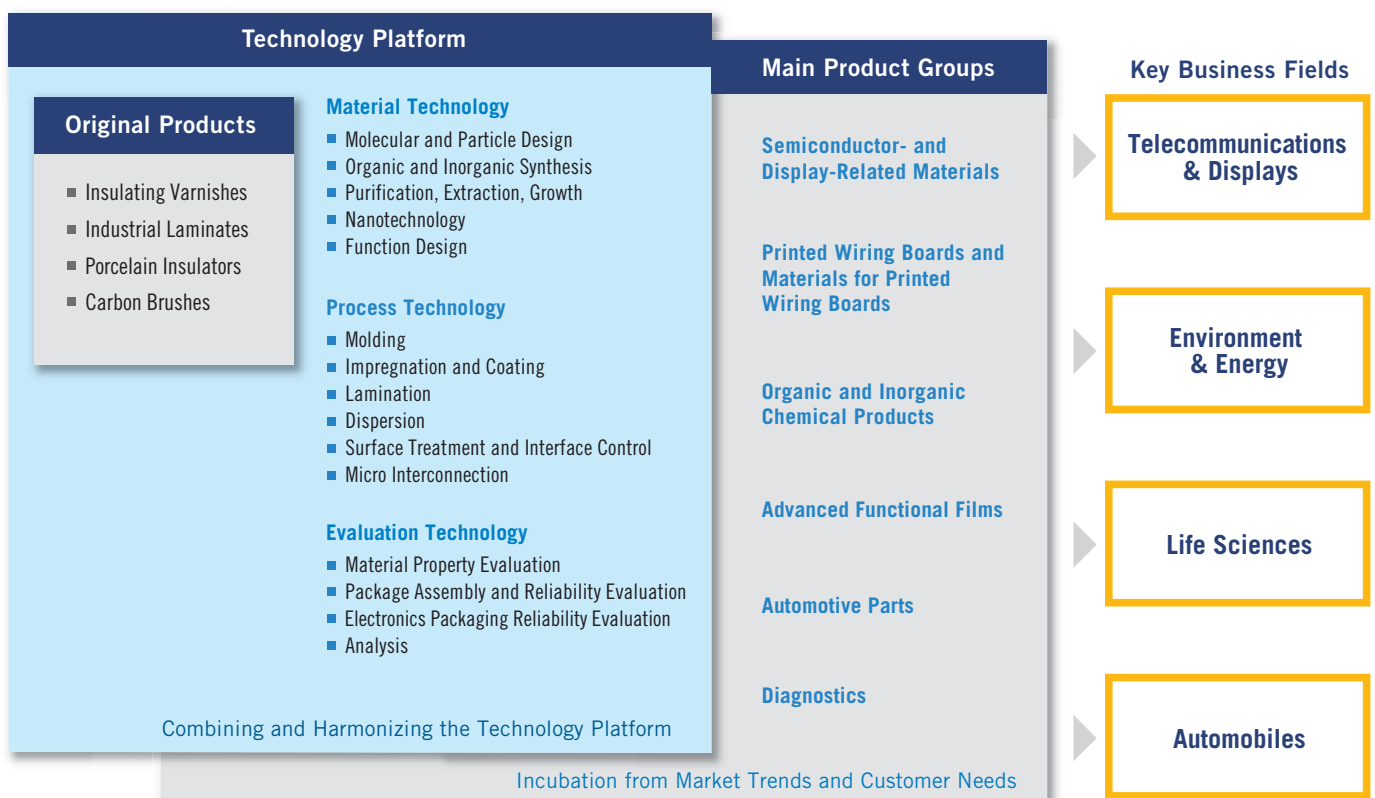 Technology Platform
Original Products
Insulating Varnishes
Industrial Laminates
Porcelain Insulators
Carbon Brushes
Material Technology
Molecular and Particle Design
Organic and Inorganic Synthesis
Purification, Extraction, Growth
Nanotechnology
Function Design
Process Technology
Molding
Impregnation and Coating
Lamination
Dispersion
Surface Treatment and Interface Control
Micro Interconnection
Evaluation Technology
Material Property Evaluation
Package Assembly and Reliability Evaluation
Electronics Packaging Reliability Evaluation
Analysis
Combining and Harmonizing the Technology Platform
Main Product Groups
Semiconductor- and
Display-Related Materials
Printed Wiring Boards and
Materials for Printed
Wiring Boards
Organic and Inorganic
Chemical Products
Advanced Functional Films
Automotive Parts
Diagnostics
Incubation from Market Trends and Customer Needs
Key Business Fields
Telecommunications
& Displays
Environment
& Energy
Life Sciences
Automobiles